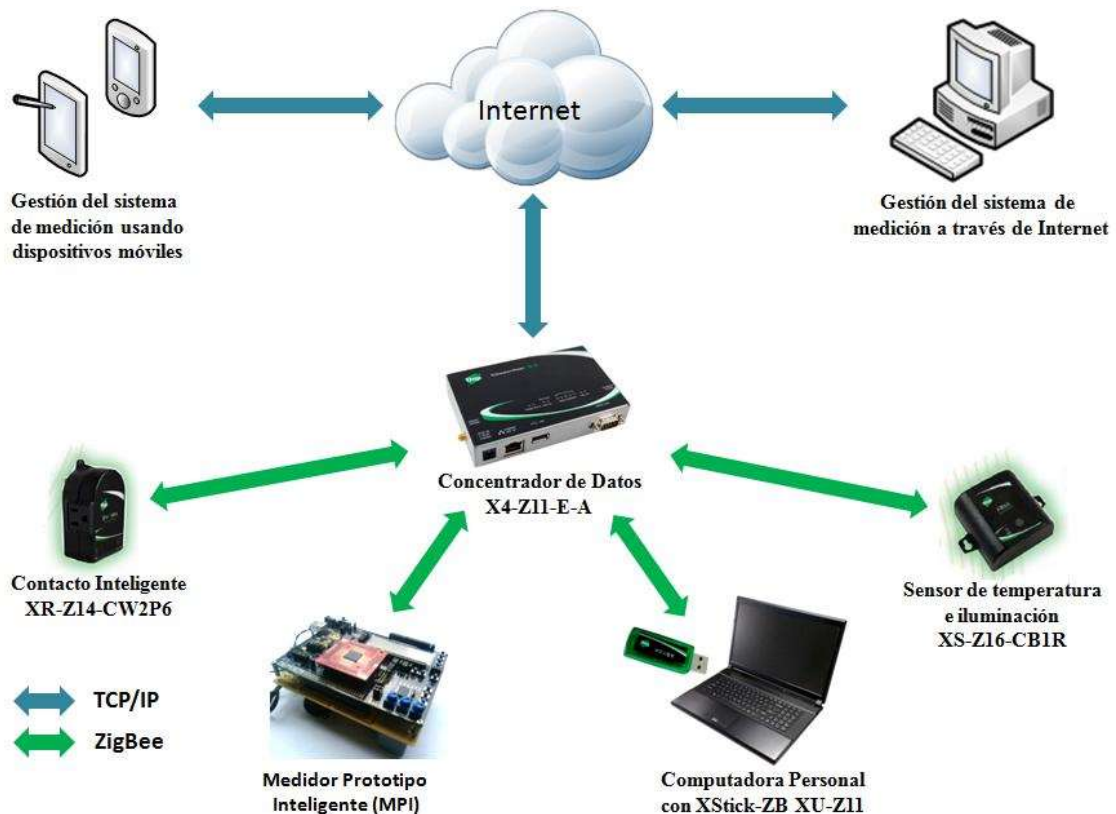 Internet
Gestión del sistema
de medición usando
dispositivos móviles
Gestión del sistema de
medición a través de Internet
Concentrador de Datos
X4-Z11-E-A
Contacto Inteligente
XR-Z14-CW2P6
Sensor de temperatura
e iluminación
XS-Z16-CB1R
TCP/IP
ZigBee
Medidor Prototipo
Inteligente (MPI)
Computadora Personal
con XStick-ZB XU-Z11